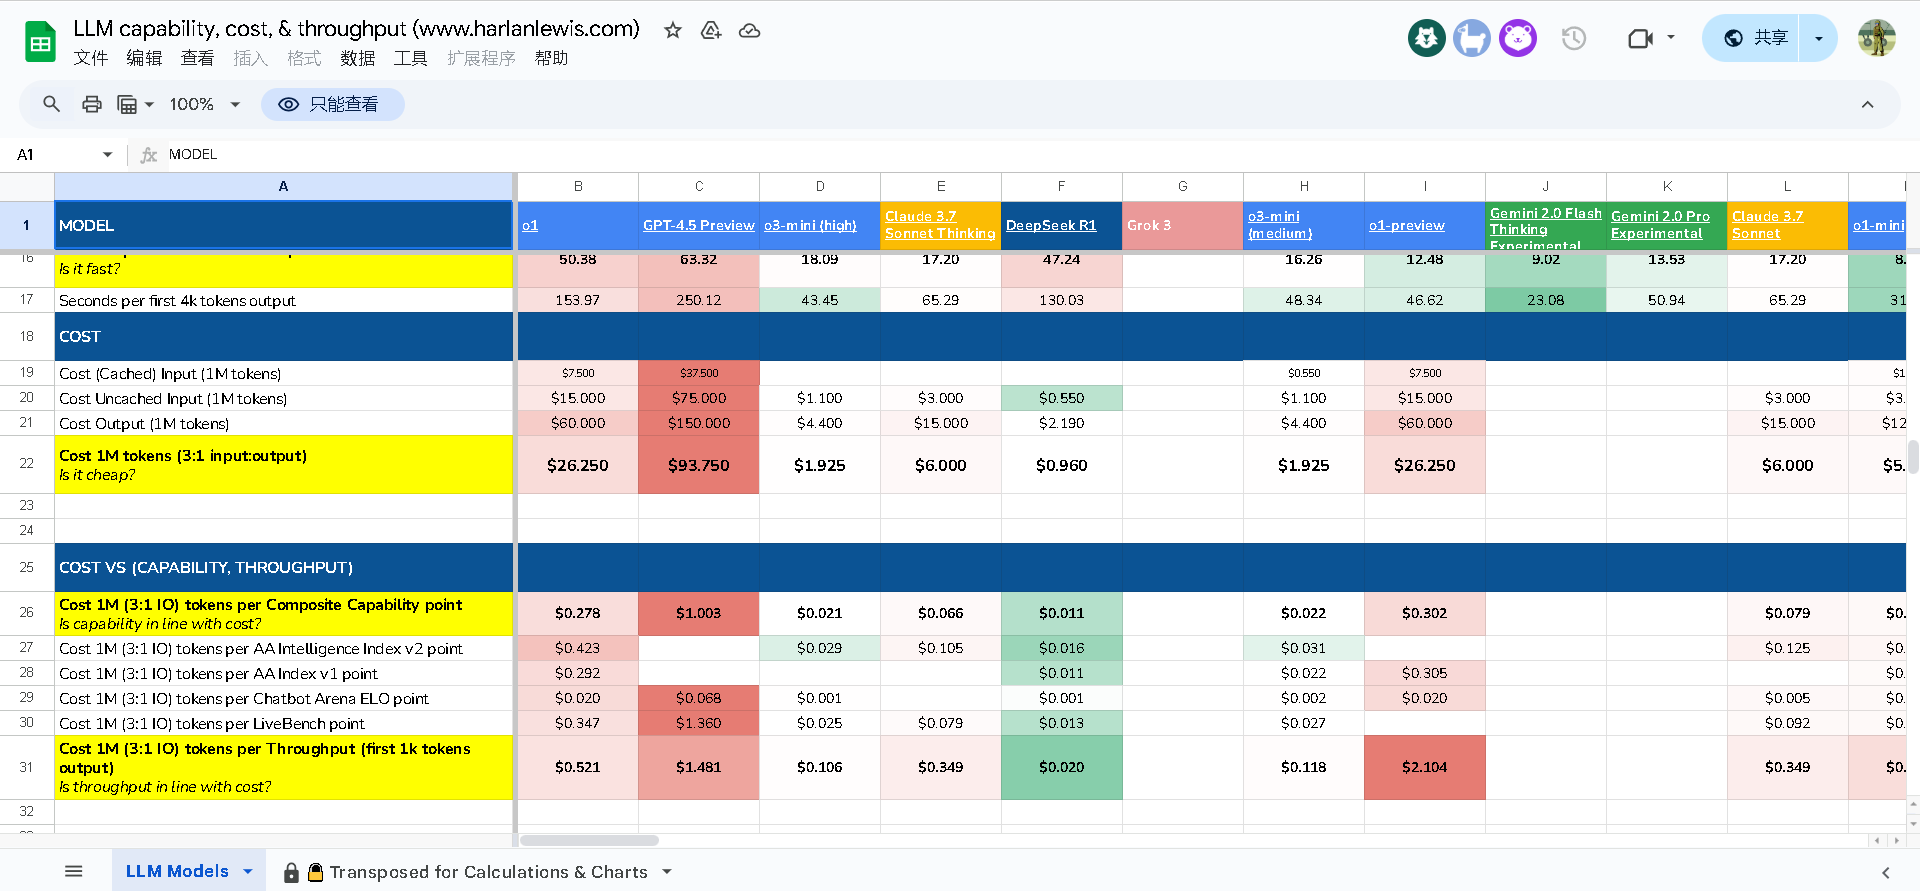 LLM capability, cost, & throughput (www.harlanlewis.com)
文件 编辑 查看 插入 格式 数据 工具 扩展程序 帮助
共享
100% 只能查看
A1 MODEL
A B C D E F G H I J K L
1 MODEL o1 GPT-4.5 Preview o3-mini (high) Claude 3.7 Sonnet Thinking DeepSeek R1 Grok 3 o3-mini (medium) o1-preview Gemini 2.0 Flash Thinking Experimental Gemini 2.0 Pro Experimental Claude 3.7 Sonnet o1-mini
16 Is it fast? 50.38 63.32 18.09 17.20 47.24 16.26 12.48 9.02 13.53 17.20 8.
17 Seconds per first 4k tokens output 153.97 250.12 43.45 65.29 130.03 48.34 46.62 23.08 50.94 65.29 31
18 COST
19 Cost (Cached) Input (1M tokens) $7.500 $37.500 $0.550 $7.500 $1
20 Cost Uncached Input (1M tokens) $15.000 $75.000 $1.100 $3.000 $0.550 $1.100 $15.000 $3.000 $3.
21 Cost Output (1M tokens) $60.000 $150.000 $4.400 $15.000 $2.190 $4.400 $60.000 $15.000 $12
22 Cost 1M tokens (3:1 input:output) $26.250 $93.750 $1.925 $6.000 $0.960 $1.925 $26.250 $6.000 $5.
Is it cheap?
23
24
25 COST VS (CAPABILITY, THROUGHPUT)
26 Cost 1M (3:1 IO) tokens per Composite Capability point $0.278 $1.003 $0.021 $0.066 $0.011 $0.022 $0.302 $0.079 $0.
Is capability in line with cost?
27 Cost 1M (3:1 IO) tokens per AA Intelligence Index v2 point $0.423 $0.029 $0.105 $0.016 $0.031 $0.125 $0.
28 Cost 1M (3:1 IO) tokens per AA Index v1 point $0.292 $0.011 $0.022 $0.305 $0.
29 Cost 1M (3:1 IO) tokens per Chatbot Arena ELO point $0.020 $0.068 $0.001 $0.001 $0.002 $0.020 $0.005 $0.
30 Cost 1M (3:1 IO) tokens per LiveBench point $0.347 $1.360 $0.025 $0.079 $0.013 $0.027 $0.092 $0.
31 Cost 1M (3:1 IO) tokens per Throughput (first 1k tokens output) $0.521 $1.481 $0.106 $0.349 $0.020 $0.118 $2.104 $0.349 $0.
Is throughput in line with cost?
32
LLM Models Transposed for Calculations & Charts